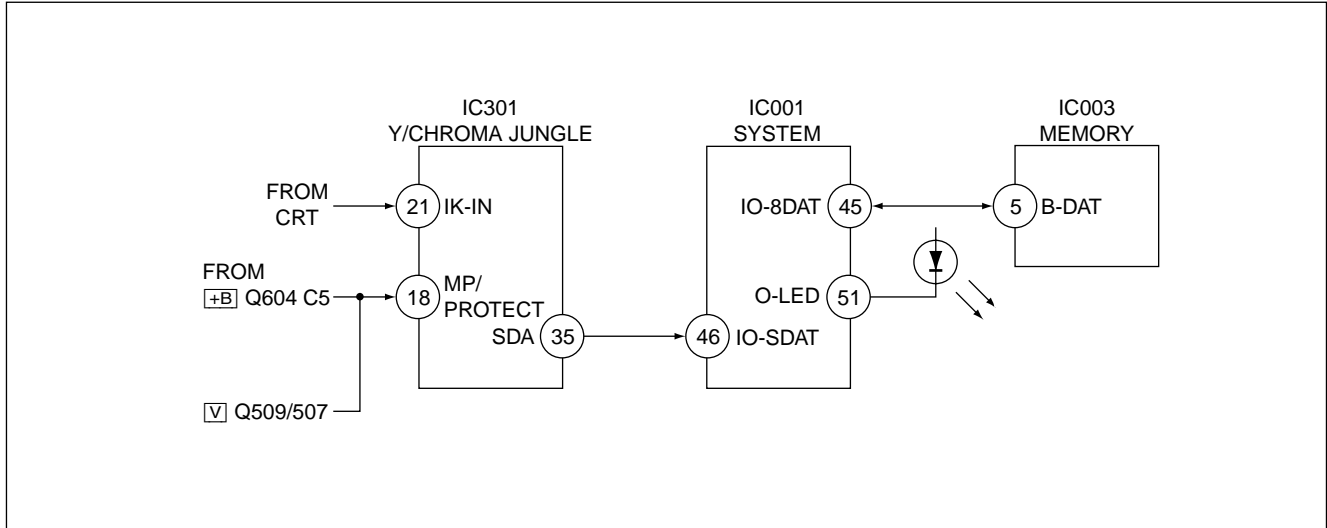 IC301
Y/CHROMA JUNGLE
IC001
SYSTEM
IC003
MEMORY
FROM
CRT
21 IK-IN
IO-8DAT 45
5 B-DAT
FROM
+B Q604 C5
18 MP/
PROTECT
O-LED 51
SDA 35
46 IO-SDAT
V Q509/507